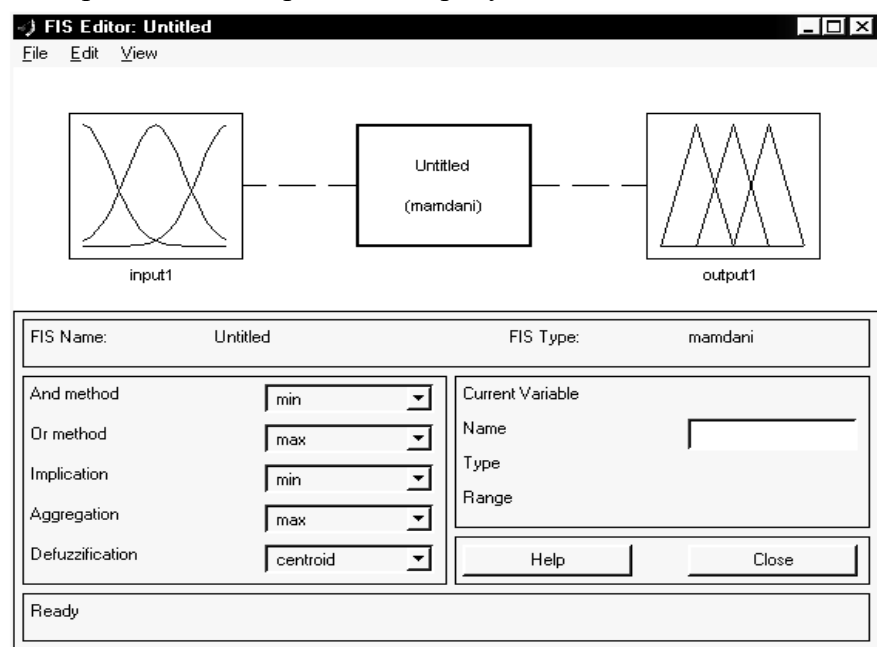 FIS Editor: Untitled
File Edit View
Untitled
(mamdani)
input1
output1
FIS Name: Untitled FIS Type: mamdani
And method min
Or method max
Implication min
Aggregation max
Defuzzification centroid
Current Variable
Name
Type
Range
Help Close
Ready